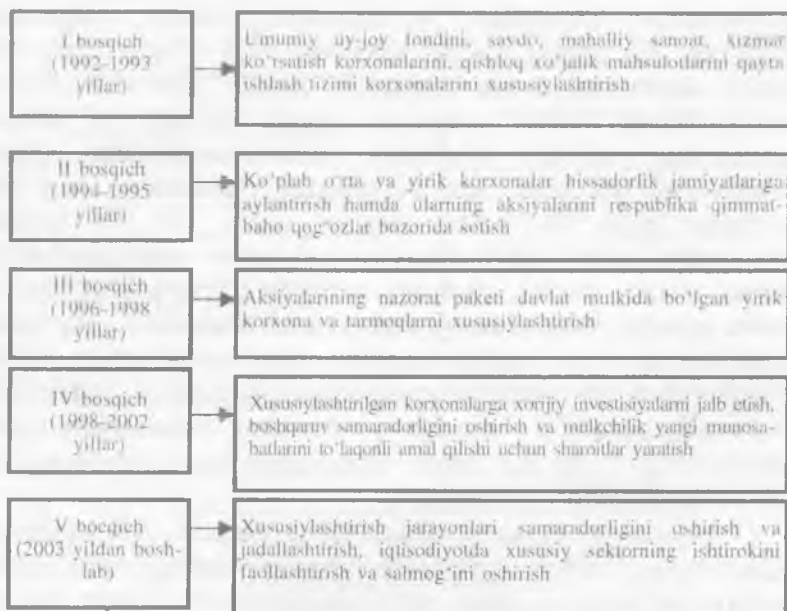 I bosqich
(1992-1993
yillar)
Umumiy uy-joy fondini, savdo, mahalliy sanoat, xizmat
ko'rsatish korxonalarini, qishloq xo'jalik mahsulotlarini qayta
ishlash tizimi korxonalarini xususiylashtirish
II bosqich
(1994-1995
yillar)
Ko'plab o'rta va yirik korxonalar hissadorlik jamiyatlariga
aylantirish hamda ularning aksiyalarini respublika qimmat-
baho qog'ozlar bozorida sotish
III bosqich
(1996-1998
yillar)
Aksiyalarining nazorat paketi davlat mulkida bo'lgan yirik
korxona va tarmoqlarni xususiylashtirish
IV bosqich
(1998-2002
yillar)
Xususiylashtirilgan korxonalarga xorijiy investisiyalarni jalb etish,
boshqaruv samaradorligini oshirish va mulkchilik yangi munosa-
batlarini to'laqonli amal qilishi uchun sharoitlar yaratish
V bocqich
(2003 yildan bosh-
lab)
Xususiylashtirish jarayonlari samaradorligini oshirish va
jadallashtirish, iqtisodiyotda xususiy sektorning ishtirokini
faollashtirish va salmog'ini oshirish